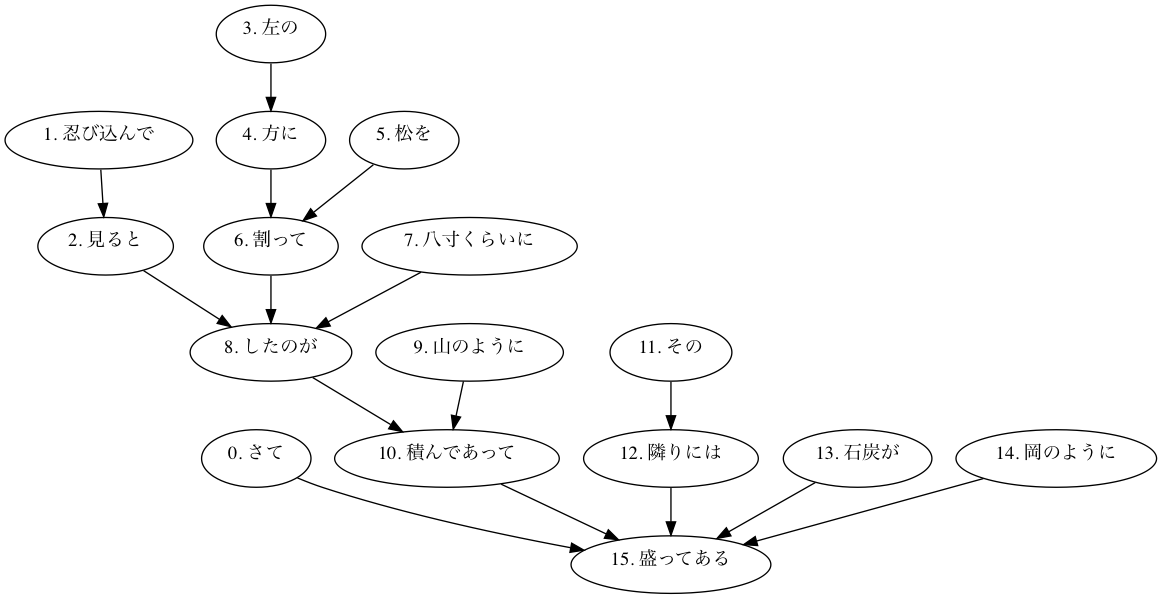 3. 左の
1. 忍び込んで
4. 方に
5. 松を
2. 見ると
6. 割って
7. 八寸くらいに
8. したのが
9. 山のように
11. その
0. さて
10. 積んであって
12. 隣りには
13. 石炭が
14. 岡のように
15. 盛ってある